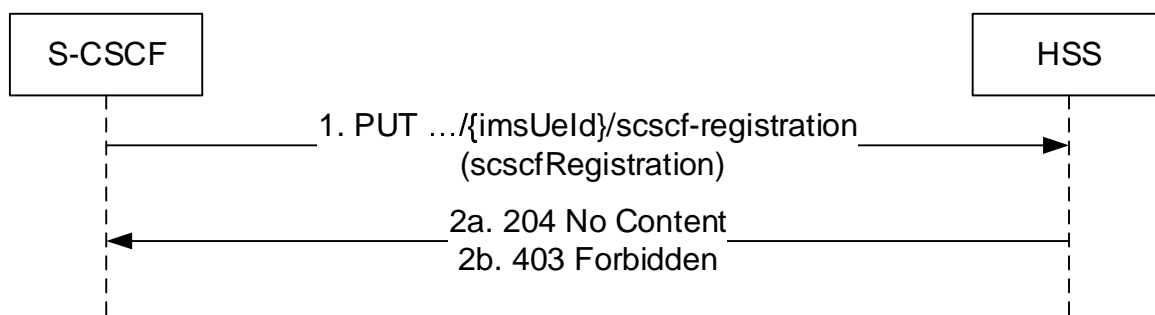 S-CSCF
HSS
1. PUT …/{imsUeId}/scscf-registration
(scscfRegistration)
2a. 204 No Content
2b. 403 Forbidden